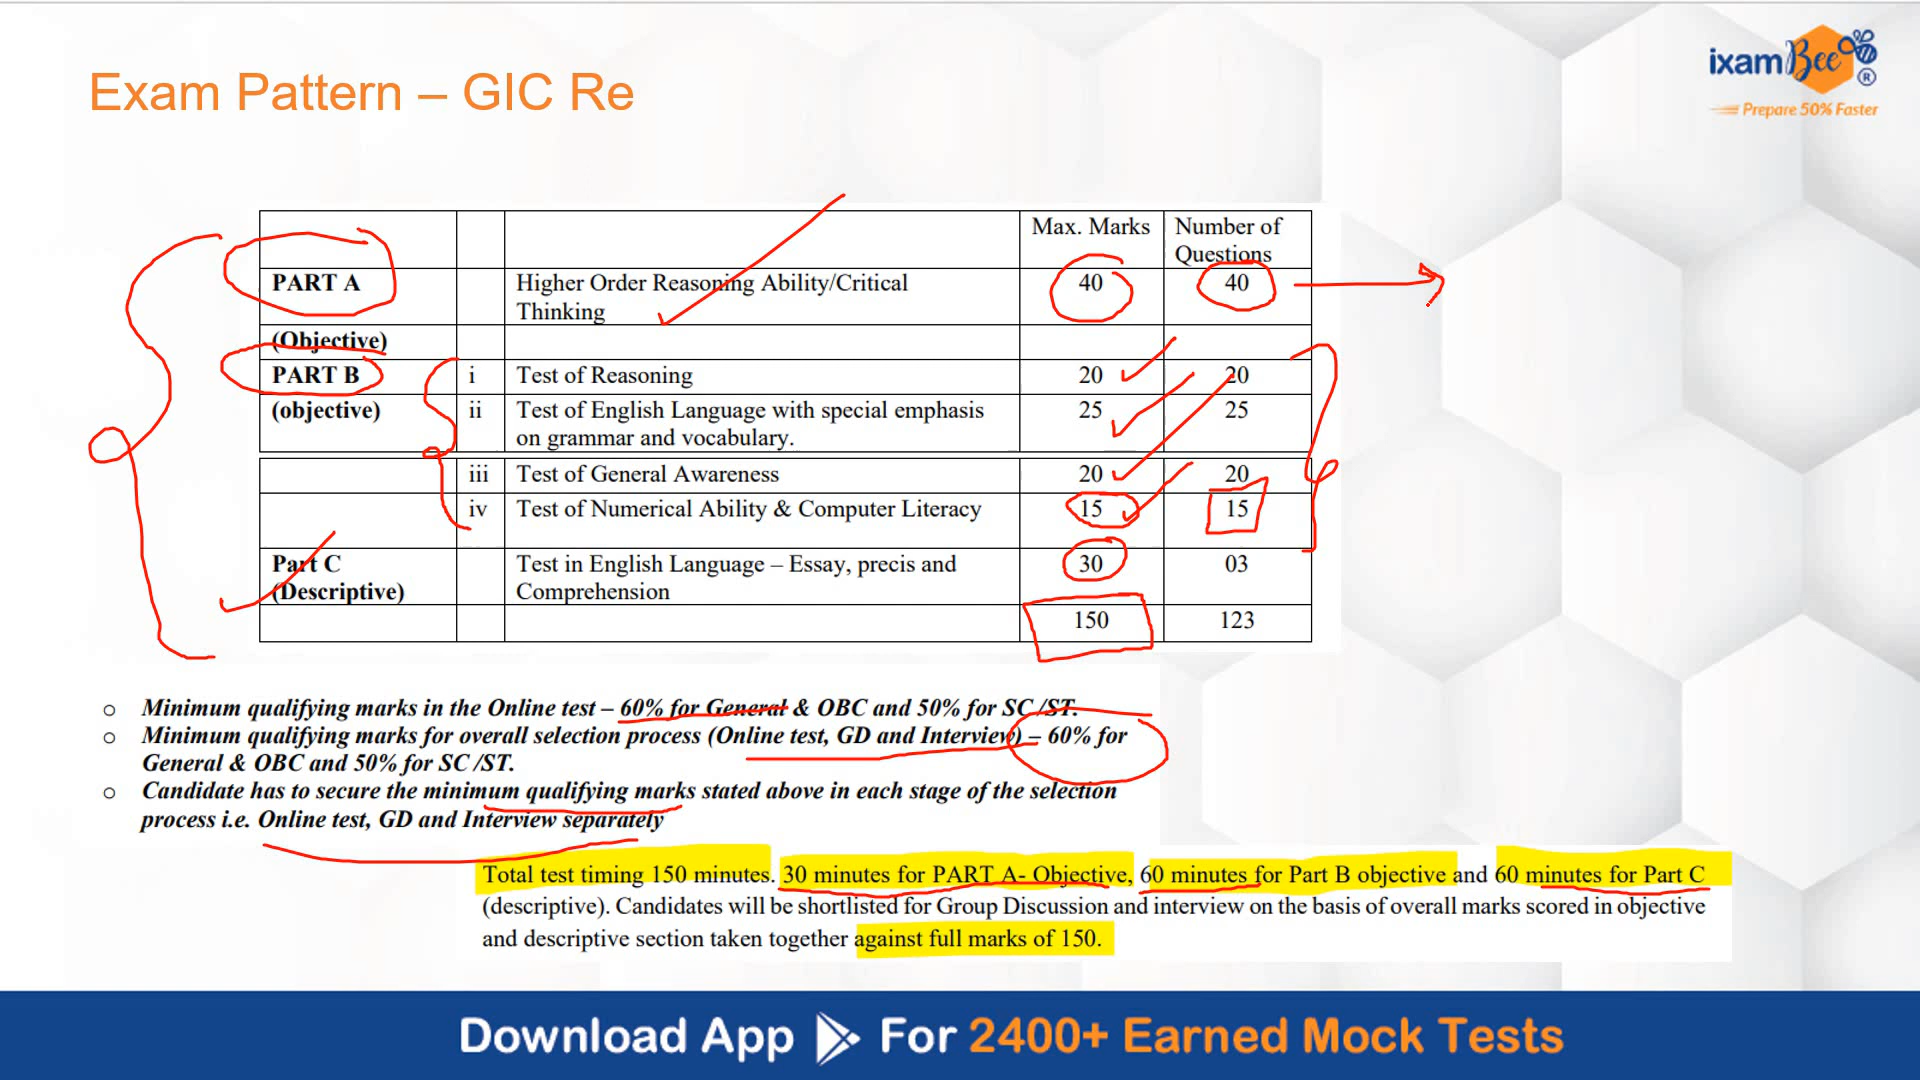 Exam Pattern – GIC Re
ixamBee®
Prepare 50% Faster
Max. Marks Number of
Questions
PART A Higher Order Reasoning Ability/Critical 40 40
Thinking
(Objective)
PART B i Test of Reasoning 20 20
(objective) ii Test of English Language with special emphasis 25 25
on grammar and vocabulary.
iii Test of General Awareness 20 20
iv Test of Numerical Ability & Computer Literacy 15 15
Part C Test in English Language – Essay, precis and 30 03
(Descriptive) Comprehension
150 123
Minimum qualifying marks in the Online test – 60% for General & OBC and 50% for SC/ST.
Minimum qualifying marks for overall selection process (Online test, GD and Interview) – 60% for
General & OBC and 50% for SC /ST.
Candidate has to secure the minimum qualifying marks stated above in each stage of the selection
process i.e. Online test, GD and Interview separately
Total test timing 150 minutes. 30 minutes for PART A- Objective, 60 minutes for Part B objective and 60 minutes for Part C
(descriptive). Candidates will be shortlisted for Group Discussion and interview on the basis of overall marks scored in objective
and descriptive section taken together against full marks of 150.
Download App For 2400+ Earned Mock Tests